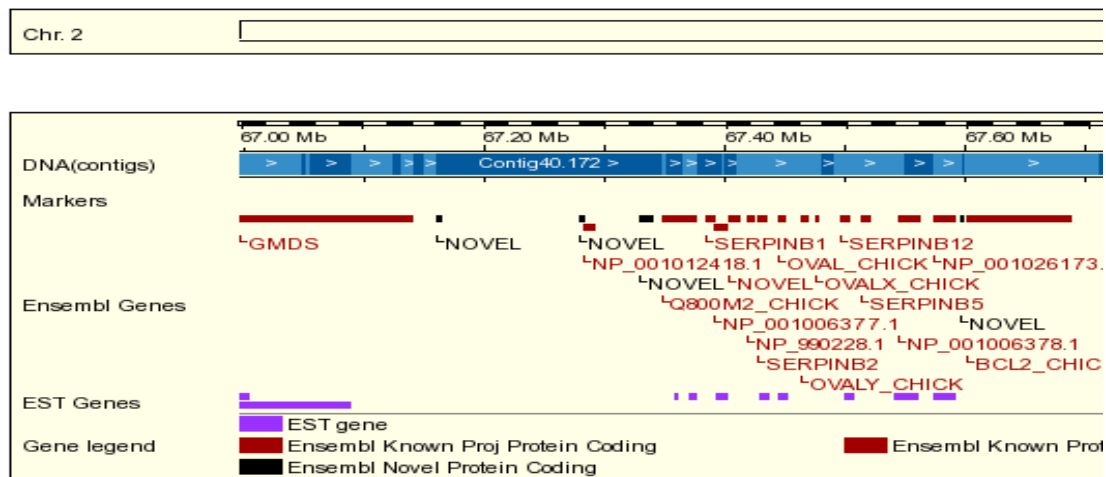 Chr. 2
67.00 Mb 67.20 Mb 67.40 Mb 67.60 Mb
DNA(contigs) > > > > > Contig40.172 > > > > > > > > > > >
Markers
GMDS NOVEL NOVEL SERPINB1 SERPINB12
NP_001012418.1 OVAL_CHICK NP_001026173.
NOVEL NOVEL OVALX_CHICK
Ensembl Genes Q800M2_CHICK SERPINB5
NP_001006377.1 NOVEL
NP_990228.1 NP_001006378.1
SERPINB2 BCL2_CHIC
OVALY_CHICK
EST Genes
EST gene
Gene legend Ensembl Known Proj Protein Coding Ensembl Known Prot
Ensembl Novel Protein Coding